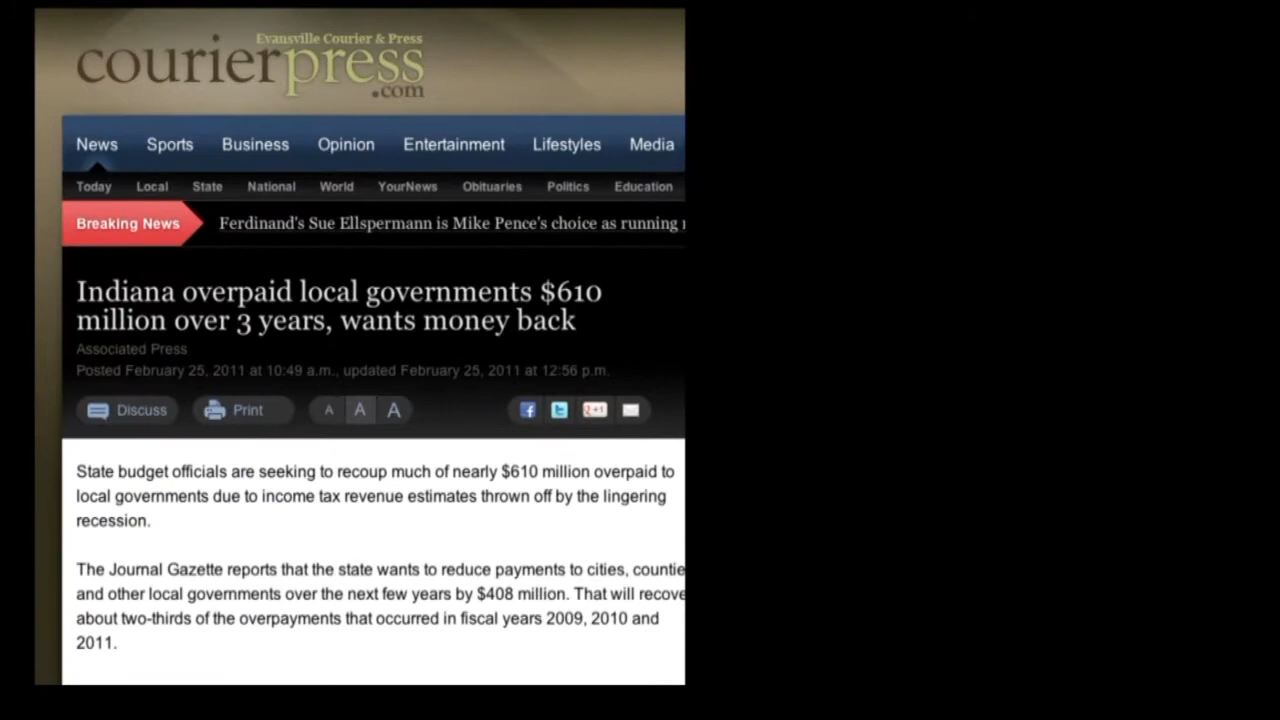 Evansville Courier & Press
courierpress
.com
News Sports Business Opinion Entertainment Lifestyles Media
Today Local State National World YourNews Obituaries Politics Education
Breaking News Ferdinand's Sue Ellspermann is Mike Pence's choice as running
Indiana overpaid local governments $610
million over 3 years, wants money back
Associated Press
Posted February 25, 2011 at 10:49 a.m., updated February 25, 2011 at 12:56 p.m.
Discuss Print A A A
State budget officials are seeking to recoup much of nearly $610 million overpaid to
local governments due to income tax revenue estimates thrown off by the lingering
recession.
The Journal Gazette reports that the state wants to reduce payments to cities, countie
and other local governments over the next few years by $408 million. That will recove
about two-thirds of the overpayments that occurred in fiscal years 2009, 2010 and
2011.